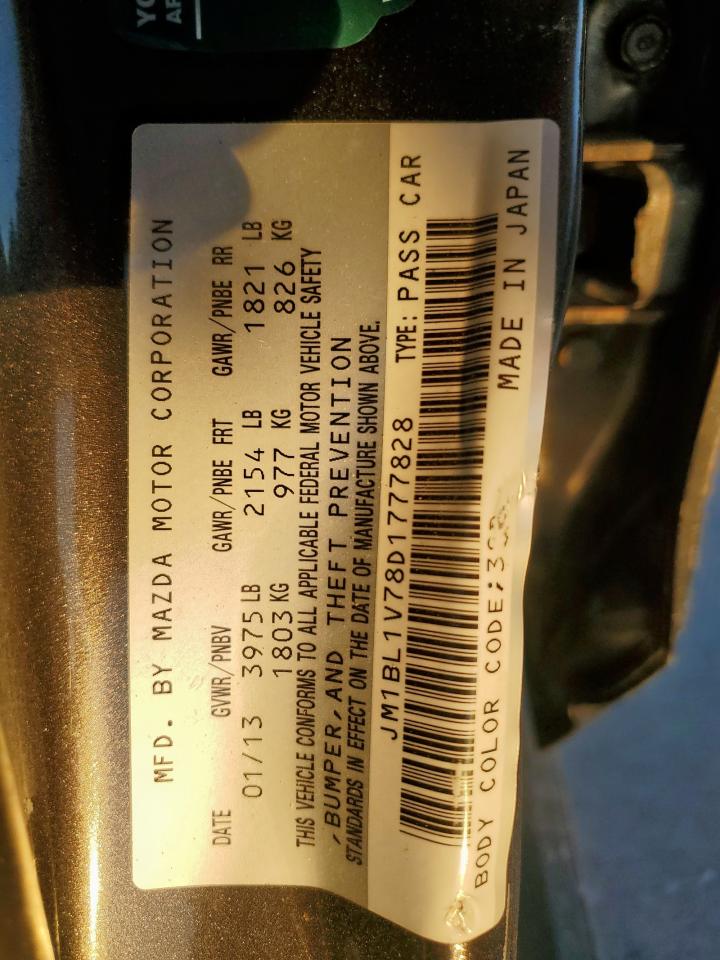 MFD. BY MAZDA MOTOR CORPORATION
DATE GVWR/PNBV GAWR/PNBE FRT GAWR/PNBE RR
01/13 3975 LB 2154 LB 1821 LB
1803 KG 977 KG 826 KG
THIS VEHICLE CONFORMS TO ALL APPLICABLE FEDERAL MOTOR VEHICLE SAFETY
,BUMPER, AND THEFT PREVENTION
STANDARDS IN EFFECT ON THE DATE OF MANUFACTURE SHOWN ABOVE.
JM1BL1V78D1777828 TYPE: PASS CAR
BODY COLOR CODE:
MADE IN JAPAN